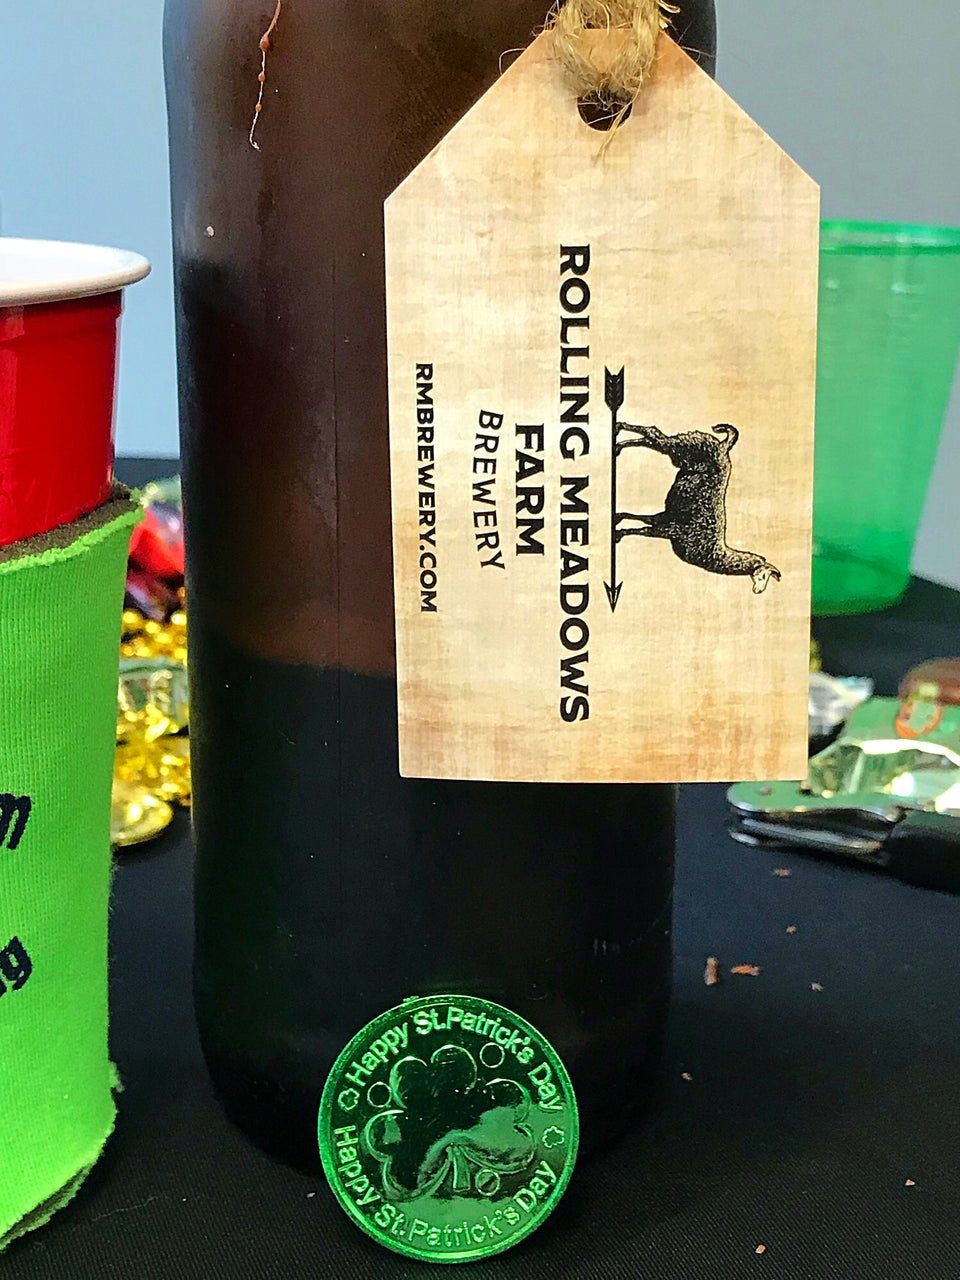 ROLLING MEADOWS
FARM
BREWERY
RMBREWERY.COM
Happy St.Patrick's Day
Happy St.Patrick's Day